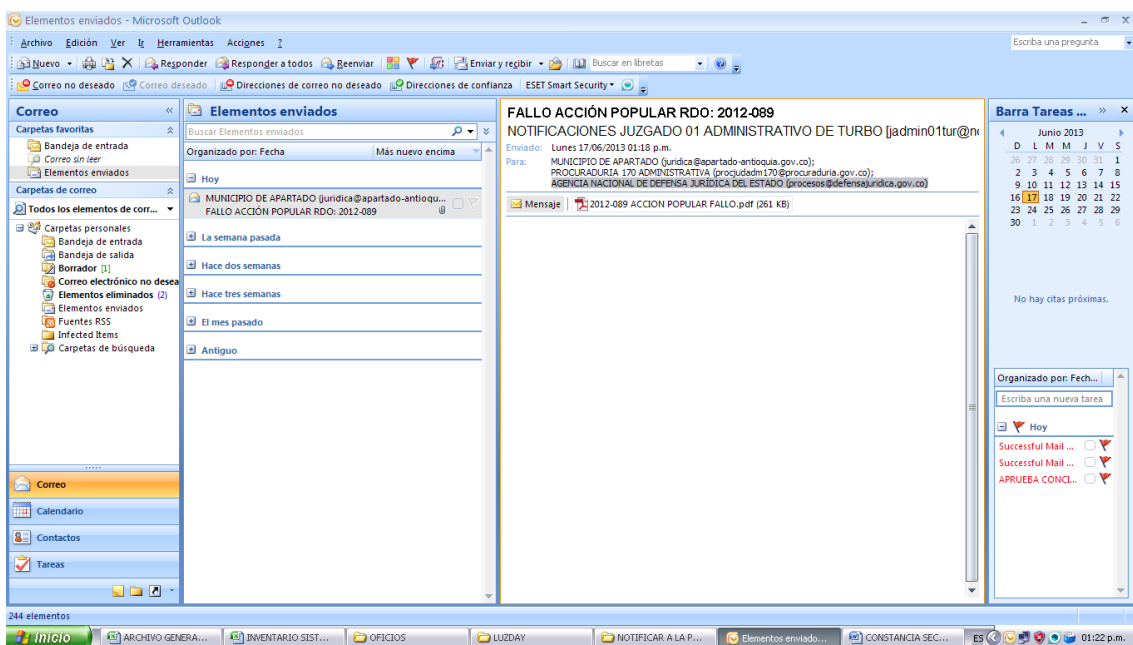 Elementos enviados - Microsoft Outlook
Archivo Edición Ver Ir Herramientas Acciones ?
Escriba una pregunta
Nuevo Responder Responder a todos Reenviar Enviar y recibir Buscar en libretas
Correo no deseado Correo deseado Direcciones de correo no deseado Direcciones de confianza ESET Smart Security
Correo
Carpetas favoritas
Bandeja de entrada
Correo sin leer
Elementos enviados
Carpetas de correo
Todos los elementos de corr...
Carpetas personales
Bandeja de entrada
Bandeja de salida
Borrador [1]
Correo electrónico no desea
Elementos eliminados (2)
Elementos enviados
Fuentes RSS
Infected Items
Carpetas de búsqueda
Correo
Calendario
Contactos
Tareas
Elementos enviados
Buscar Elementos enviados
Organizado por: Fecha Más nuevo encima
Hoy
MUNICIPIO DE APARTADO (juridica@apartado-antioqu...
FALLO ACCIÓN POPULAR RDO: 2012-089
La semana pasada
Hace dos semanas
Hace tres semanas
El mes pasado
Antiguo
FALLO ACCIÓN POPULAR RDO: 2012-089
NOTIFICACIONES JUZGADO 01 ADMINISTRATIVO DE TURBO [jadmin01tur@n
Enviado: Lunes 17/06/2013 01:18 p.m.
Para: MUNICIPIO DE APARTADO (juridica@apartado-antioquia.gov.co);
PROCURADURIA 170 ADMINISTRATIVA (procjudadm170@procuraduria.gov.co);
AGENCIA NACIONAL DE DEFENSA JURÍDICA DEL ESTADO (procesos@defensajuridica.gov.co)
Mensaje 2012-089 ACCION POPULAR FALLO.pdf (261 KB)
Barra Tareas ...
Junio 2013
D L M M J V S
26 27 28 29 30 31 1
2 3 4 5 6 7 8
9 10 11 12 13 14 15
16 17 18 19 20 21 22
23 24 25 26 27 28 29
30 1 2 3 4 5 6
No hay citas próximas.
Organizado por: Fech...
Escriba una nueva tarea
Hoy
Successful Mail ...
Successful Mail ...
APRUEBA CONCI...
244 elementos
Inicio ARCHIVO GENERA... INVENTARIO SIST... OFICIOS LUZDAY NOTIFICAR A LA P... Elementos enviado... CONSTANCIA SEC... ES 01:22 p.m.